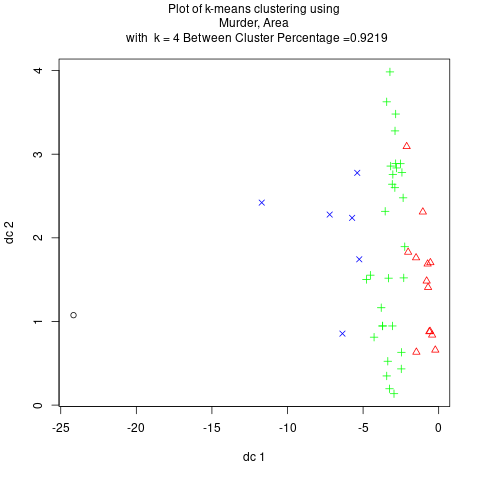 Plot of k-means clustering using
Murder, Area
with k = 4 Between Cluster Percentage =0.9219
4
3
2
1
0
dc 2
-25
-20
-15
-10
-5
0
dc 1